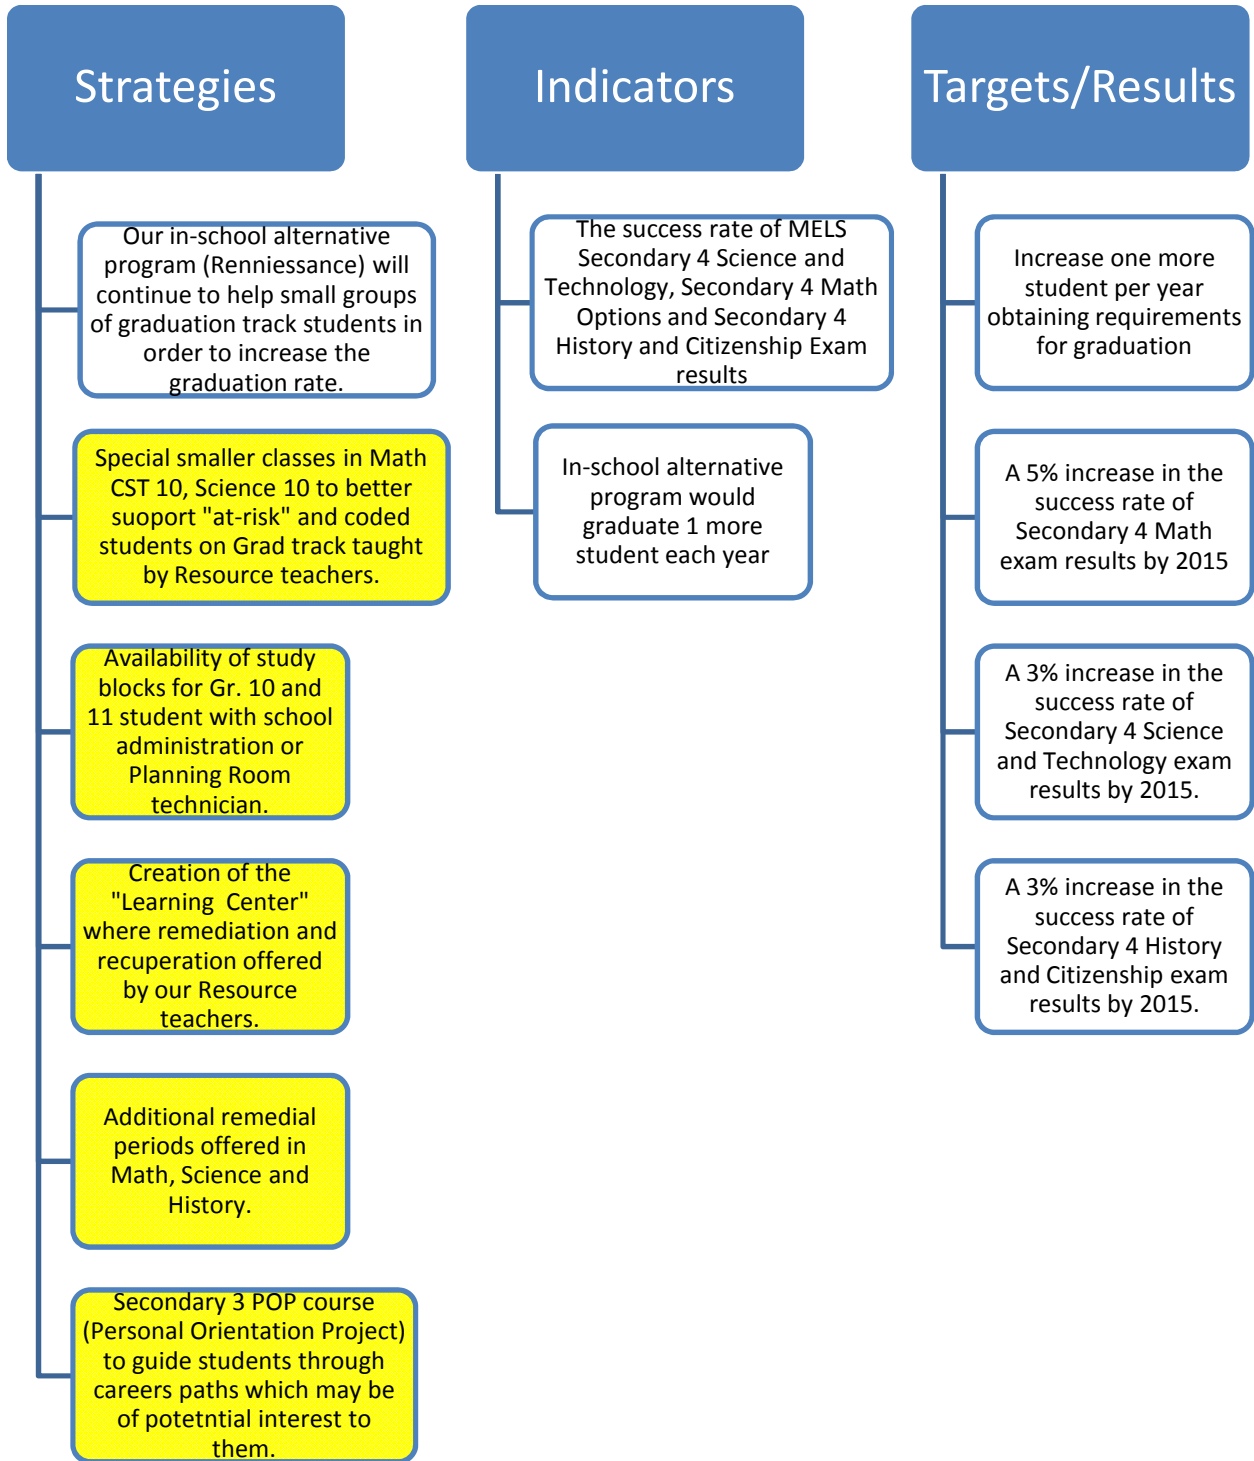 Strategies
Our in-school alternative
program (Renniessance) will
continue to help small groups
of graduation track students in
order to increase the
graduation rate.
Special smaller classes in Math
CST 10, Science 10 to better
suoport "at-risk" and coded
students on Grad track taught
by Resource teachers.
Availability of study
blocks for Gr. 10 and
11 student with school
administration or
Planning Room
technician.
Creation of the
"Learning Center"
where remediation and
recuperation offered
by our Resource
teachers.
Additional remedial
periods offered in
Math, Science and
History.
Secondary 3 POP course
(Personal Orientation Project)
to guide students through
careers paths which may be
of potetntial interest to
them.
Indicators
The success rate of MELS
Secondary 4 Science and
Technology, Secondary 4 Math
Options and Secondary 4
History and Citizenship Exam
results
In-school alternative
program would
graduate 1 more
student each year
Targets/Results
Increase one more
student per year
obtaining requirements
for graduation
A 5% increase in the
success rate of
Secondary 4 Math
exam results by 2015
A 3% increase in the
success rate of
Secondary 4 Science
and Technology exam
results by 2015.
A 3% increase in the
success rate of
Secondary 4 History
and Citizenship exam
results by 2015.